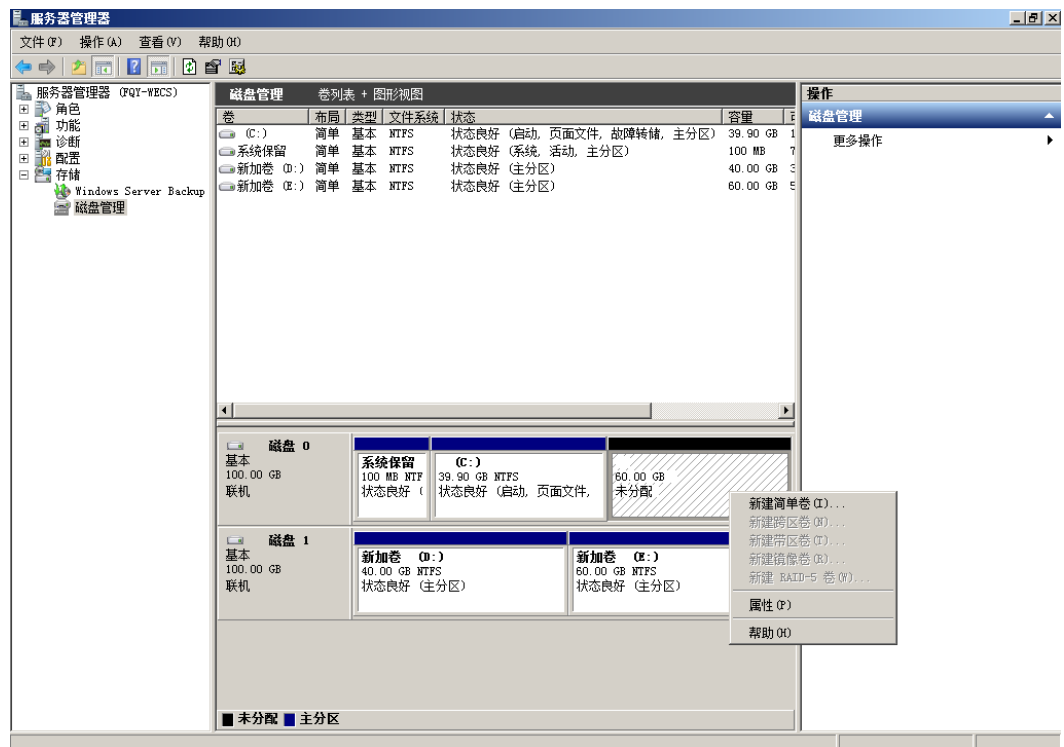 服务器管理器
文件(F) 操作(A) 查看(V) 帮助(H)
服务器管理器 (FQY-WECS)
角色
功能
诊断
配置
存储
Windows Server Backup
磁盘管理
磁盘管理 卷列表 + 图形视图
卷 布局 类型 文件系统 状态 容量
(C:) 简单 基本 NTFS 状态良好 (启动, 页面文件, 故障转储, 主分区) 39.90 GB 1
系统保留 简单 基本 NTFS 状态良好 (系统, 活动, 主分区) 100 MB 7
新加卷 (D:) 简单 基本 NTFS 状态良好 (主分区) 40.00 GB 3
新加卷 (E:) 简单 基本 NTFS 状态良好 (主分区) 60.00 GB 5
操作
磁盘管理
更多操作
磁盘 0
基本
100.00 GB
联机
系统保留
100 MB NTF
状态良好 (
(C:)
39.90 GB NTFS
状态良好 (启动, 页面文件,
60.00 GB
未分配
磁盘 1
基本
100.00 GB
联机
新加卷 (D:)
40.00 GB NTFS
状态良好 (主分区)
新加卷 (E:)
60.00 GB NTFS
状态良好 (主分区)
新建简单卷(I)...
新建跨区卷(N)...
新建带区卷(T)...
新建镜像卷(R)...
新建 RAID-5 卷(W)...
属性(P)
帮助(H)
未分配 主分区